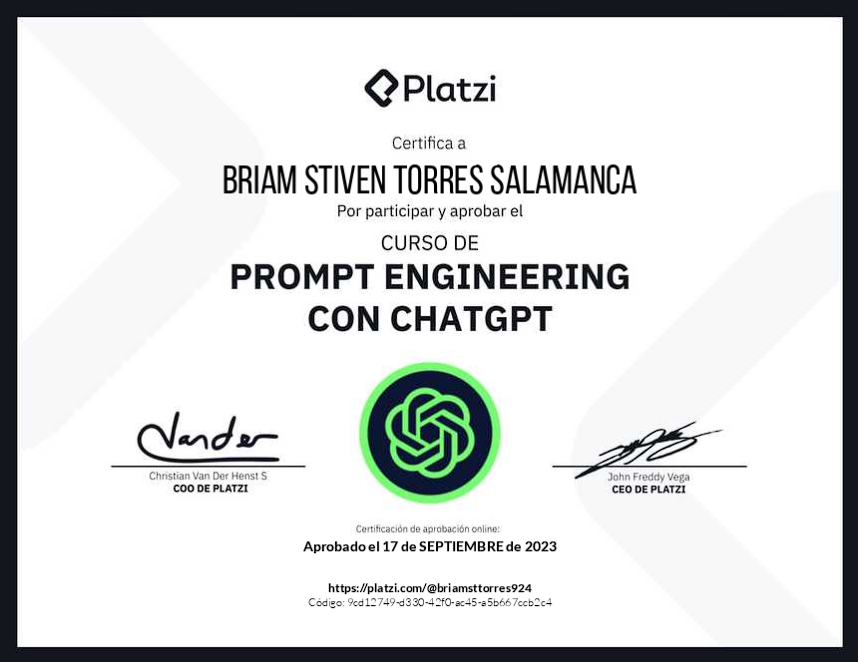 Platzi
Certifica a
BRIAM STIVEN TORRES SALAMANCA
Por participar y aprobar el
CURSO DE
PROMPT ENGINEERING
CON CHATGPT
Vander
Christian Van Der Henst S
COO DE PLATZI
John Freddy Vega
CEO DE PLATZI
Certificación de aprobación online:
Aprobado el 17 de SEPTIEMBRE de 2023
https://platzi.com/@briamsttorres924
Código: 9cd12749-d330-42f0-ac45-a5b667ccb2c4